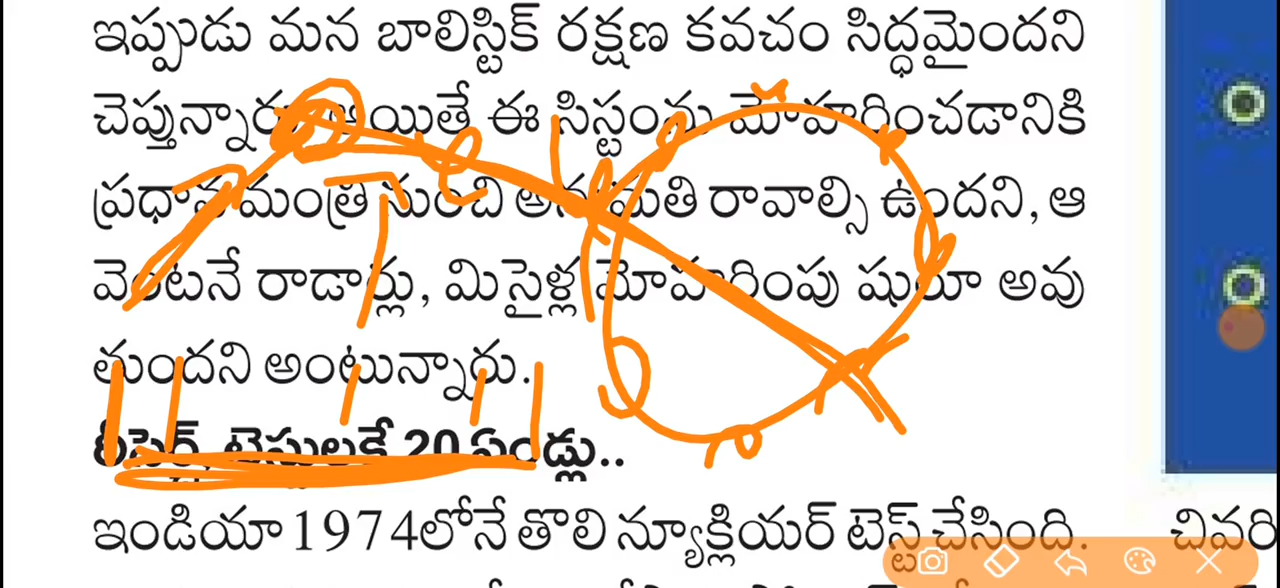 ఇప్పుడు మన బాలిస్టిక్ రక్షణ కవచం సిద్ధమైందని
చెప్తున్నారు. అయితే ఈ సిస్టంను మోహరించడానికి
ప్రధాన మంత్రి నుంచి అనుమతి రావాల్సి ఉందని, ఆ
వెంటనే రాడార్లు, మిసైళ్ల మోహరింపు షురూ అవు
తుందని అంటున్నారు.
రీసెర్చ్, టెస్టులకే 20 ఏండ్లు..
ఇండియా 1974లోనే తొలి న్యూక్లియర్ టెస్ట్ చేసింది.
చివరి